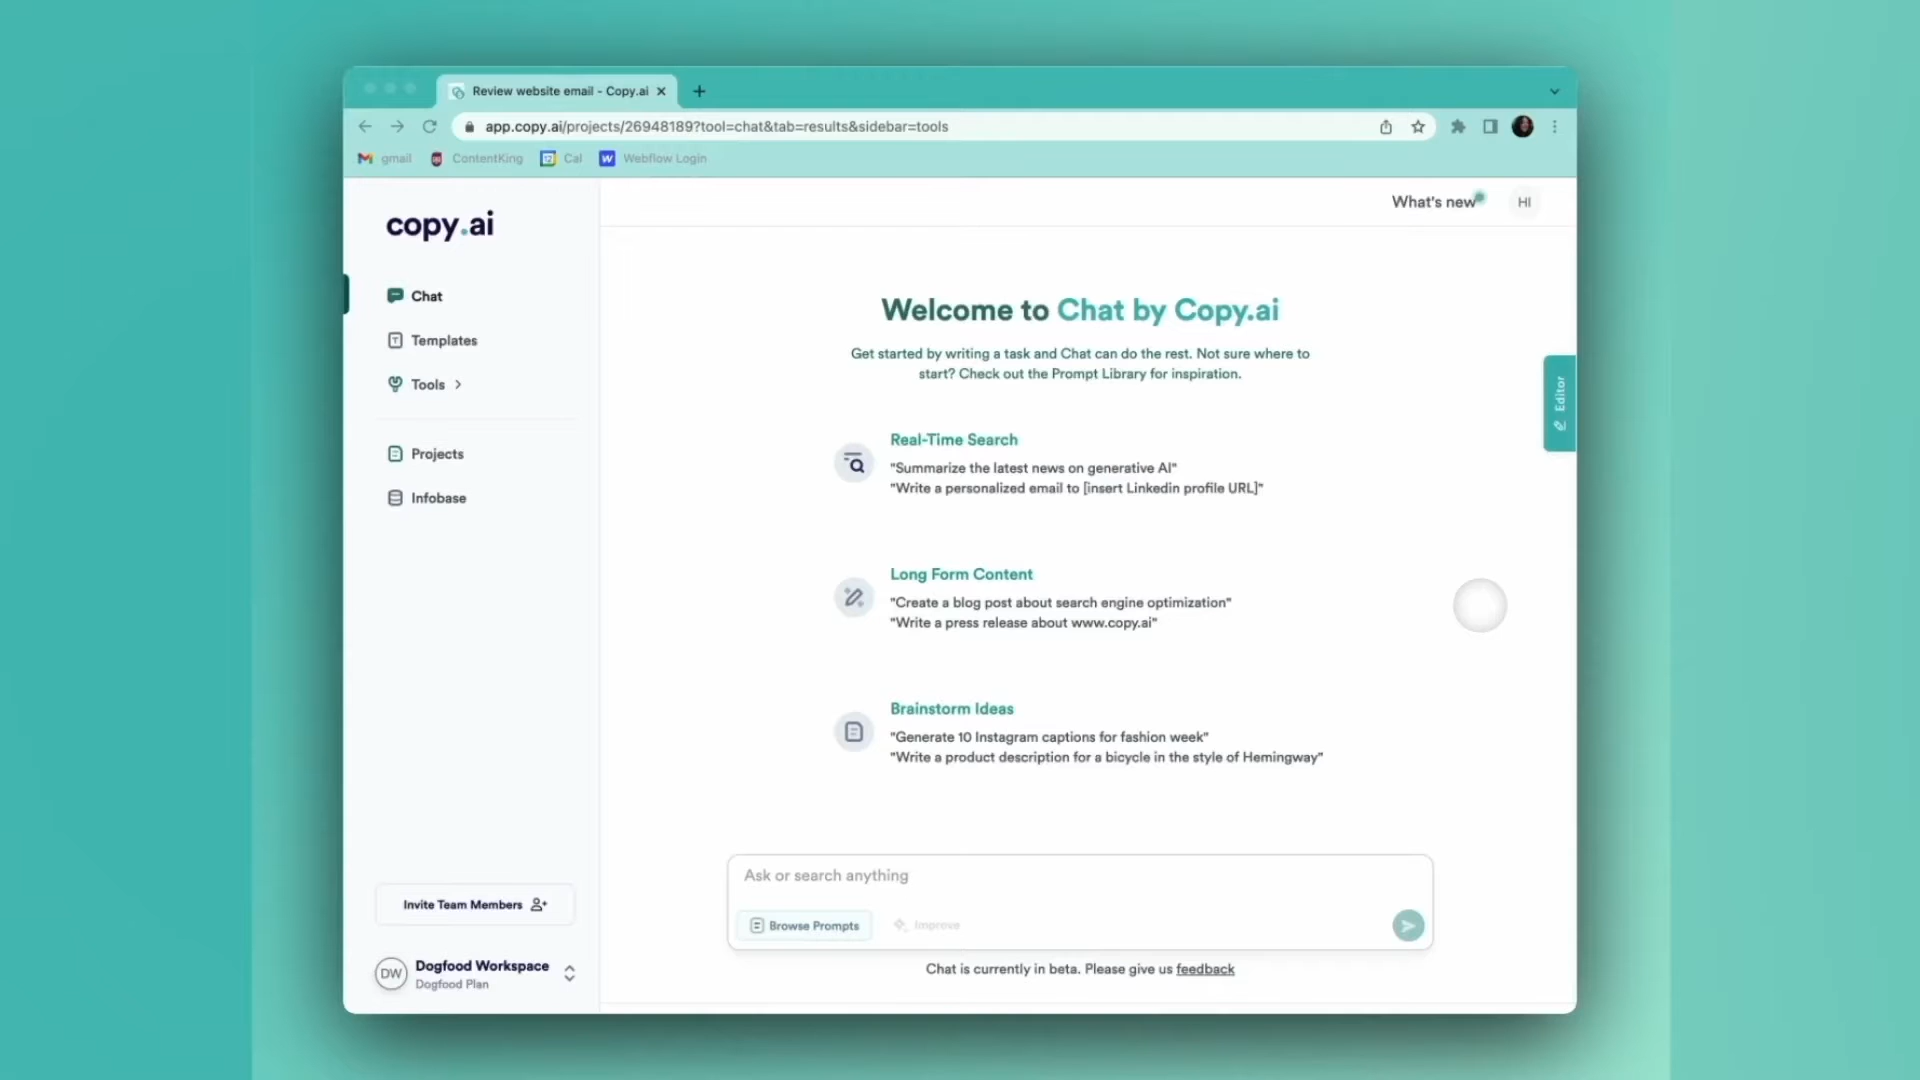 Review website email - Copy.ai
app.copy.ai/projects/26948189?tool=chat&tab=results&sidebar=tools
gmail ContentKing Cal Webflow Login
copy.ai
What's new
HI
Chat
Templates
Tools
Projects
Infobase
Welcome to Chat by Copy.ai
Get started by writing a task and Chat can do the rest. Not sure where to
start? Check out the Prompt Library for inspiration.
Editor
Real-Time Search
"Summarize the latest news on generative AI"
"Write a personalized email to [insert Linkedin profile URL]"
Long Form Content
"Create a blog post about search engine optimization"
"Write a press release about www.copy.ai"
Brainstorm Ideas
"Generate 10 Instagram captions for fashion week"
"Write a product description for a bicycle in the style of Hemingway"
Ask or search anything
Browse Prompts Improve
Chat is currently in beta. Please give us feedback
Invite Team Members
DW
Dogfood Workspace
Dogfood Plan